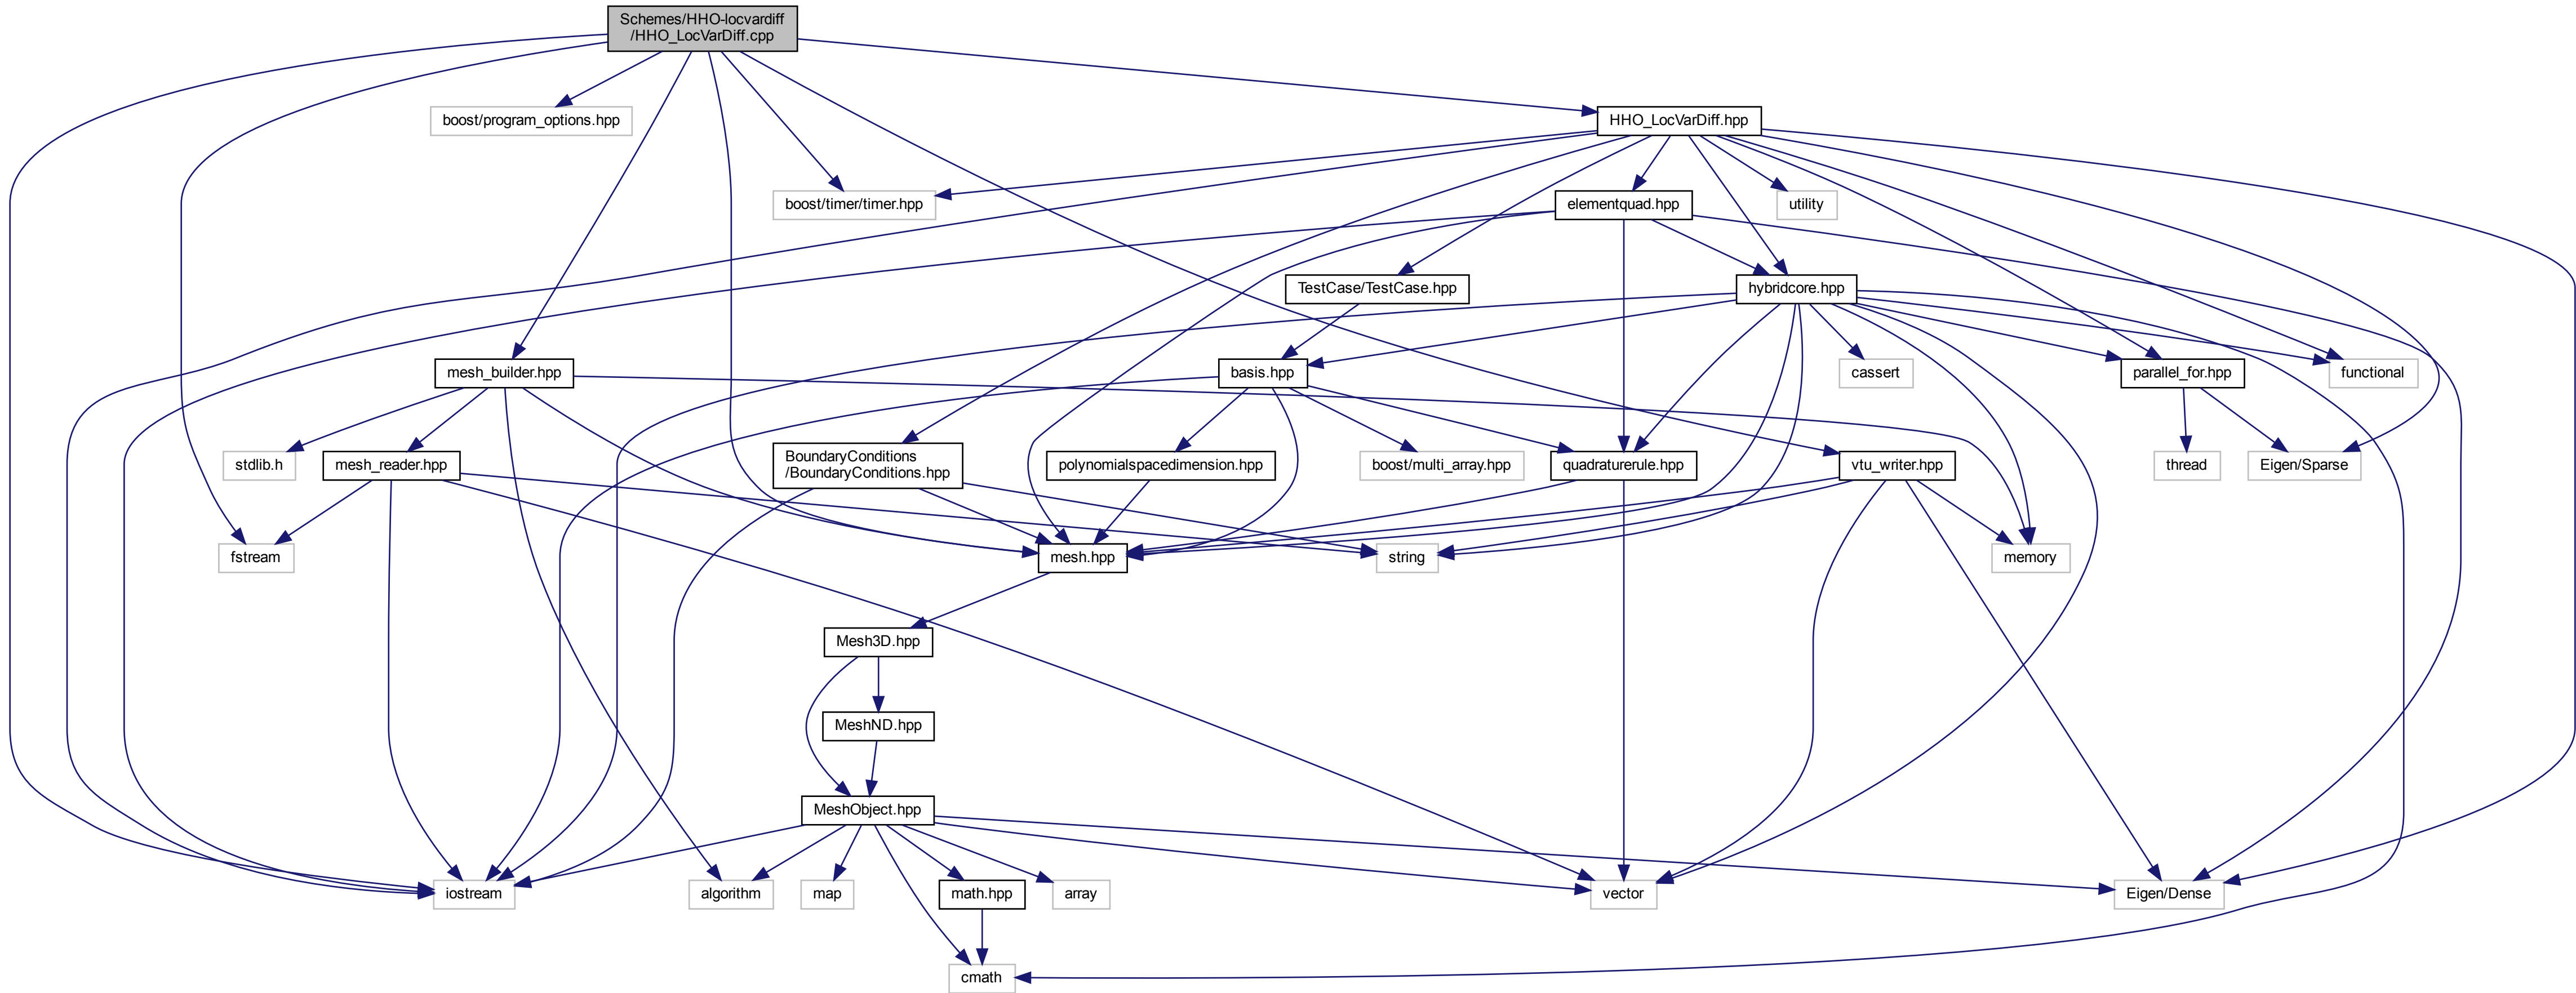 Schemes/HHO-locvardiff
/HHO_LocVarDiff.cpp
boost/program_options.hpp
HHO_LocVarDiff.hpp
boost/timer/timer.hpp
elementquad.hpp
utility
TestCase/TestCase.hpp
hybridcore.hpp
mesh_builder.hpp
basis.hpp
cassert
parallel_for.hpp
functional
stdlib.h
mesh_reader.hpp
BoundaryConditions
/BoundaryConditions.hpp
polynomialspacedimension.hpp
boost/multi_array.hpp
quadraturerule.hpp
vtu_writer.hpp
thread
Eigen/Sparse
fstream
mesh.hpp
string
memory
Mesh3D.hpp
MeshND.hpp
MeshObject.hpp
iostream
algorithm
map
math.hpp
array
vector
Eigen/Dense
cmath